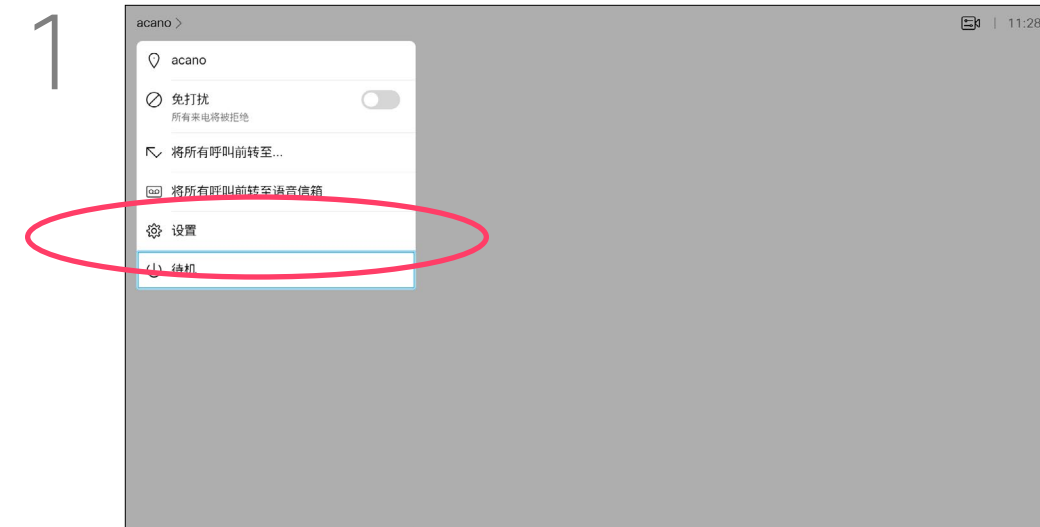 1
acano >
11:28
acano
免打扰
所有来电将被拒绝
将所有呼叫前转至...
将所有呼叫前转至语音信箱
设置
待机